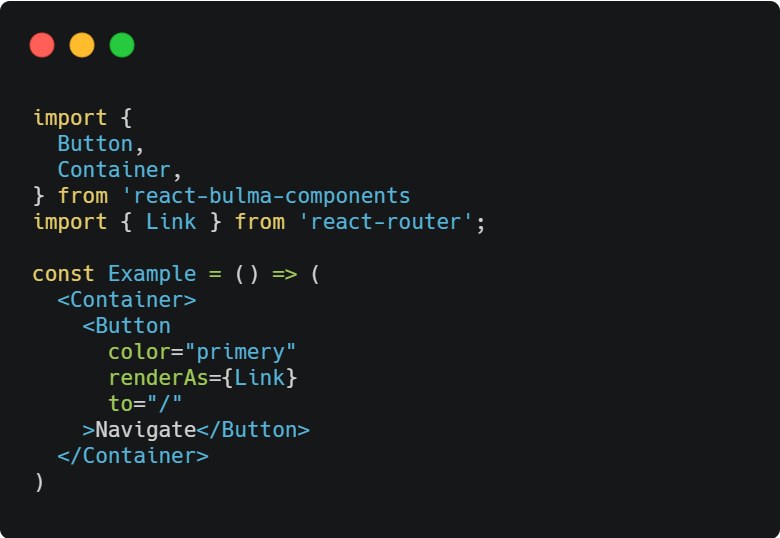 import {
  Button,
  Container,
} from 'react-bulma-components
import { Link } from 'react-router';

const Example = () => (
  <Container>
    <Button
      color="primery"
      renderAs={Link}
      to="/"
    >Navigate</Button>
  </Container>
)